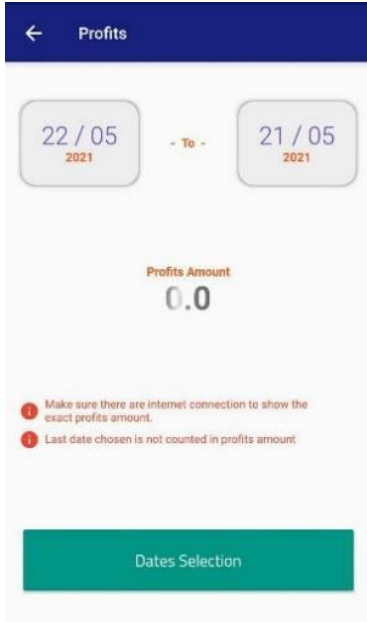 Profits
22 / 05
2021
- To -
21 / 05
2021
Profits Amount
0.0
Make sure there are internet connection to show the
exact profits amount.
Last date chosen is not counted in profits amount
Dates Selection